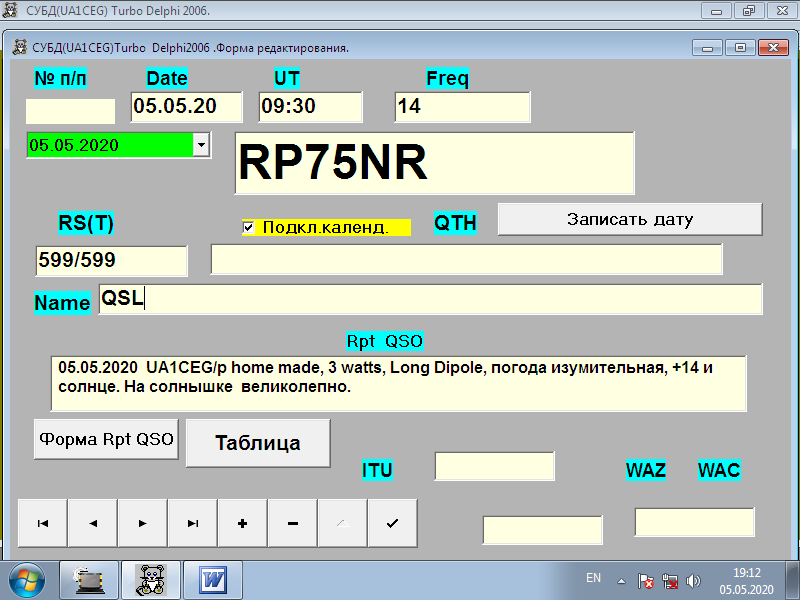 СУБД(UA1CEG) Turbo Delphi 2006.
СУБД(UA1CEG)Turbo Delphi2006 .Форма редактирования.
№ п/п Date UT Freq
05.05.20 09:30 14
05.05.2020
RP75NR
RS(T) Подкл.календ. QTH Записать дату
599/599
Name QSL
Rpt QSO
05.05.2020 UA1CEG/p home made, 3 watts, Long Dipole, погода изумительная, +14 и
солнце. На солнышке великолепно.
Форма Rpt QSO Таблица
ITU WAZ WAC
EN 19:12
05.05.2020